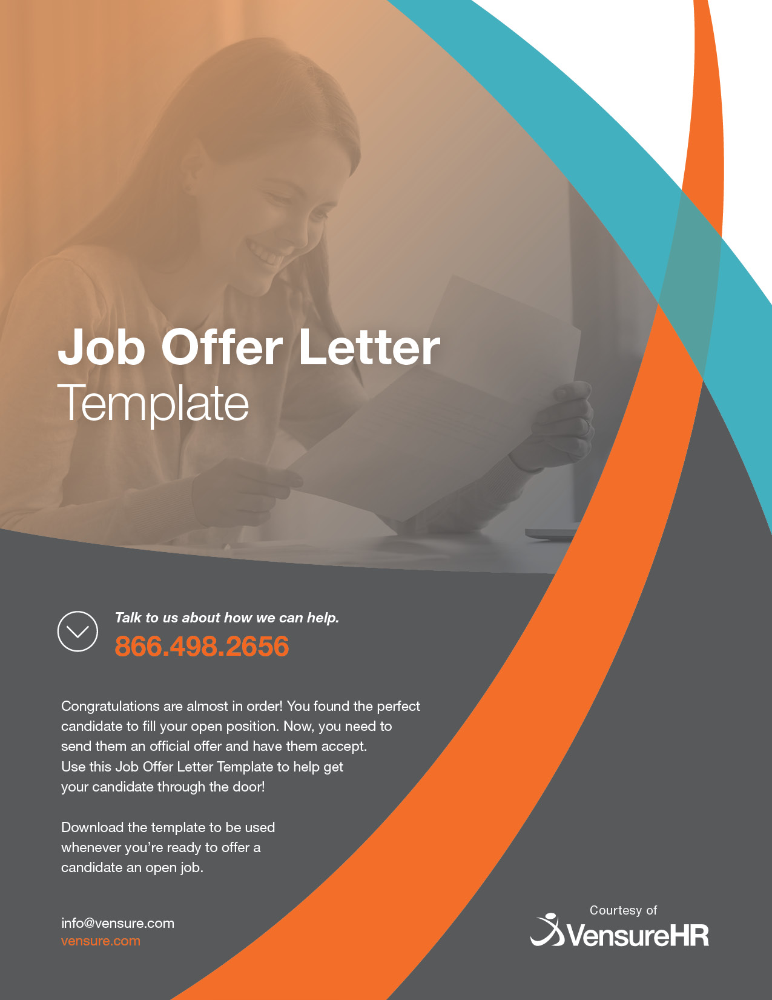 Job Offer Letter
Template
Talk to us about how we can help.
866.498.2656
Congratulations are almost in order! You found the perfect
candidate to fill your open position. Now, you need to
send them an official offer and have them accept.
Use this Job Offer Letter Template to help get
your candidate through the door!
Download the template to be used
whenever you’re ready to offer a
candidate an open job.
info@vensure.com
vensure.com
Courtesy of
VensureHR